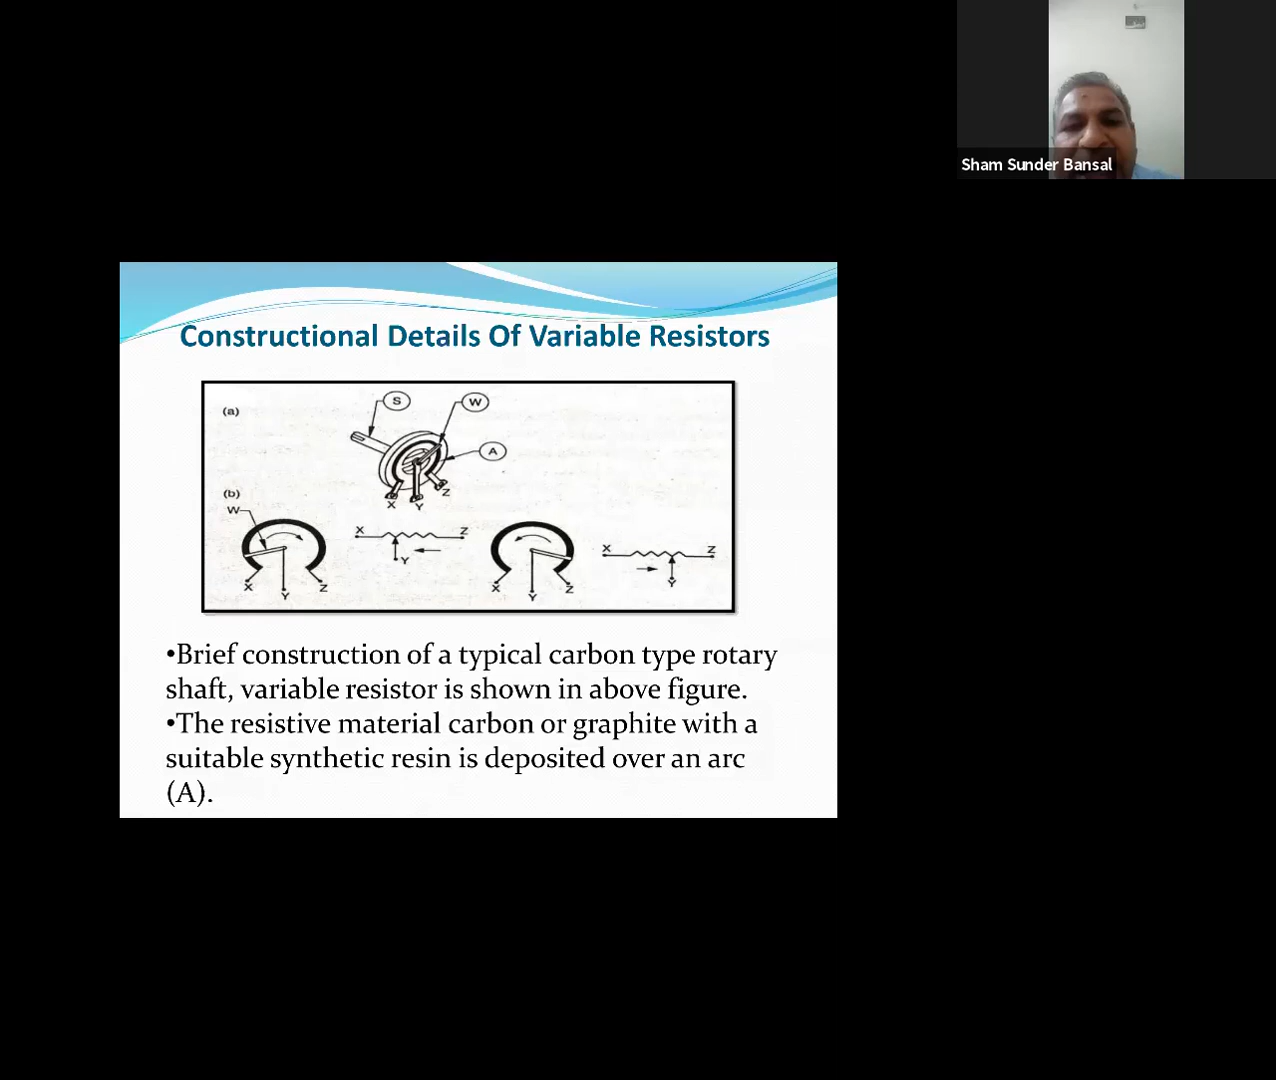 Sham Sunder Bansal
Constructional Details Of Variable Resistors
(a)
S
W
A
X
Y
Z
(b)
W
X
Y
Z
X
Z
Y
X
Y
Z
X
Z
Y
•Brief construction of a typical carbon type rotary
shaft, variable resistor is shown in above figure.
•The resistive material carbon or graphite with a
suitable synthetic resin is deposited over an arc
(A).